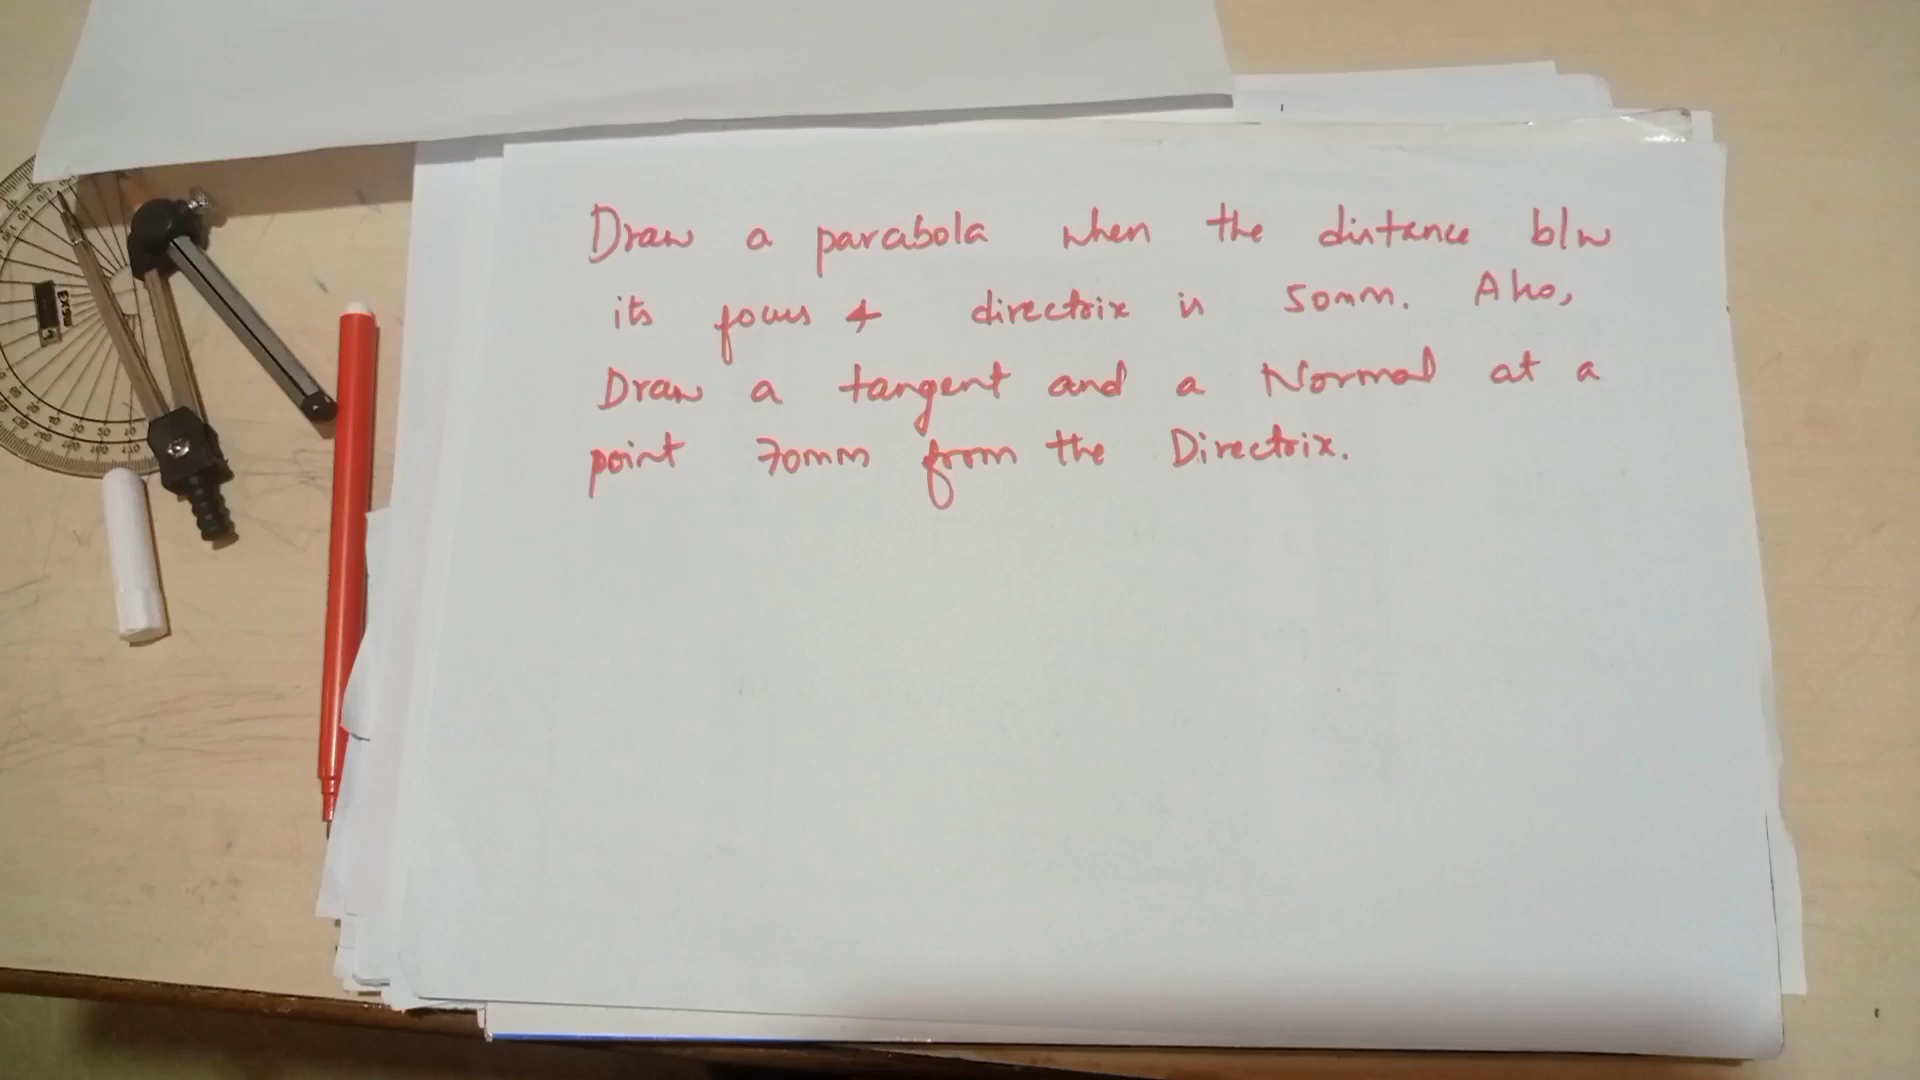 Draw a parabola when the distance b/w
its focus & directrix is 50mm. Also,
Draw a tangent and a Normal at a
point 70mm from the Directrix.